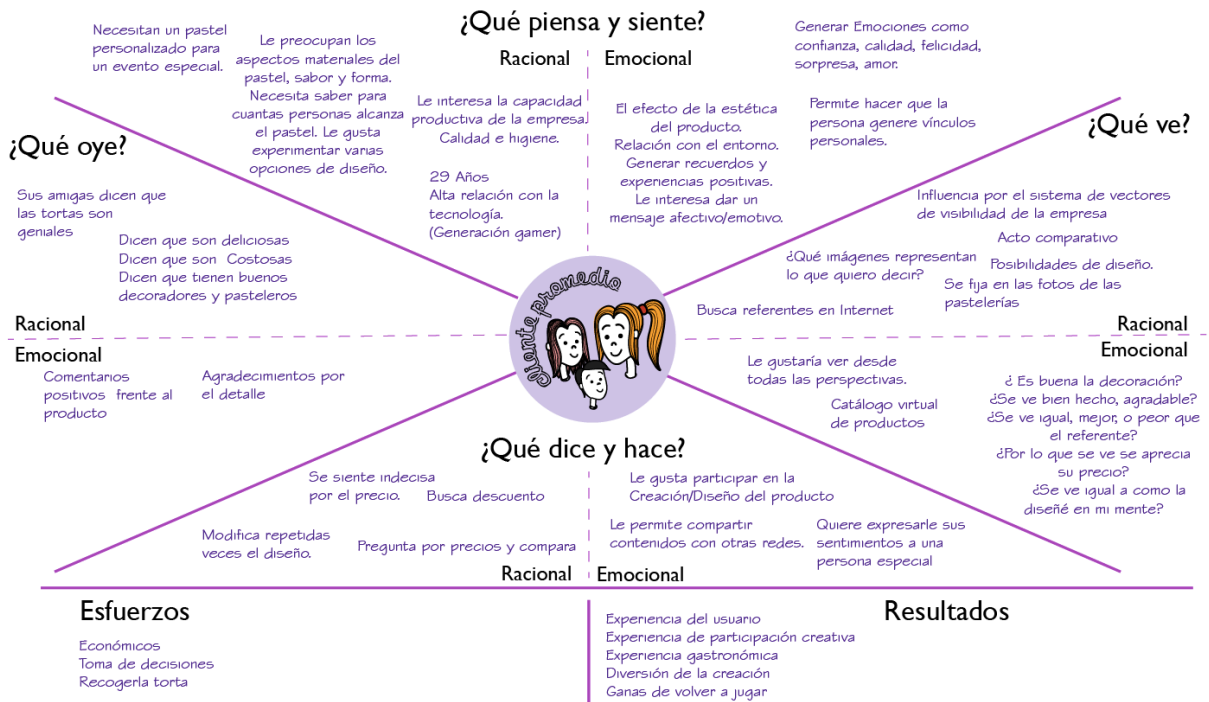 ¿Qué piensa y siente?
Racional
Emocional
Necesitan un pastel
personalizado para
un evento especial.
Le preocupan los
aspectos materiales del
pastel, sabor y forma.
Necesita saber para
cuantas personas alcanza
el pastel. Le gusta
experimentar varias
opciones de diseño.
Le interesa la capacidad
productiva de la empresa.
Calidad e higiene.
29 Años
Alta relación con la
tecnología.
(Generación gamer)
El efecto de la estética
del producto.
Relación con el entorno.
Generar recuerdos y
experiencias positivas.
Le interesa dar un
mensaje afectivo/emotivo.
Generar Emociones como
confianza, calidad, felicidad,
sorpresa, amor.
Permite hacer que la
persona genere vínculos
personales.
¿Qué oye?
Sus amigas dicen que
las tortas son
geniales
Dicen que son deliciosas
Dicen que son Costosas
Dicen que tienen buenos
decoradores y pasteleros
Racional
Emocional
Comentarios
positivos frente al
producto
Agradecimientos por
el detalle
Cliente promedio
¿Qué ve?
Influencia por el sistema de vectores
de visibilidad de la empresa
Acto comparativo
¿Qué imágenes representan
lo que quiero decir?
Posibilidades de diseño.
Se fija en las fotos de las
pastelerías
Busca referentes en Internet
Racional
Emocional
Le gustaría ver desde
todas las perspectivas.
Catálogo virtual
de productos
¿ Es buena la decoración?
¿Se ve bien hecho, agradable?
¿Se ve igual, mejor, o peor que
el referente?
¿Por lo que se ve se aprecia
su precio?
¿Se ve igual a como la
diseñé en mi mente?
¿Qué dice y hace?
Se siente indecisa
por el precio.
Busca descuento
Modifica repetidas
veces el diseño.
Pregunta por precios y compara
Racional
Emocional
Le gusta participar en la
Creación/Diseño del producto
Le permite compartir
contenidos con otras redes.
Quiere expresarle sus
sentimientos a una
persona especial
Esfuerzos
Económicos
Toma de decisiones
Recogerla torta
Resultados
Experiencia del usuario
Experiencia de participación creativa
Experiencia gastronómica
Diversión de la creación
Ganas de volver a jugar